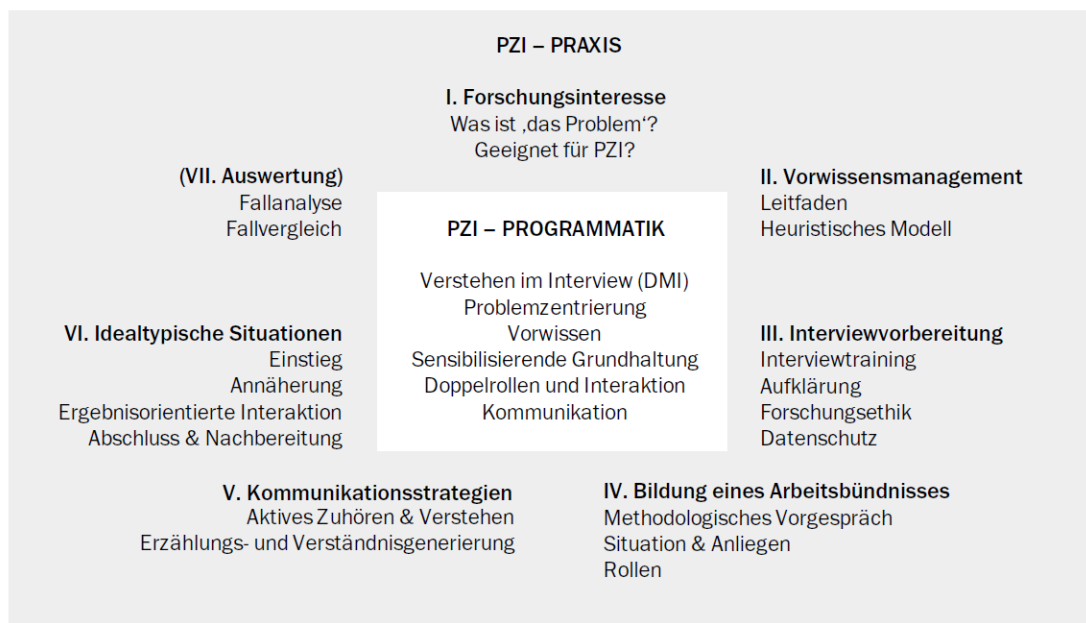 PZI – PRAXIS
I. Forschungsinteresse
Was ist ‚das Problem‘?
Geeignet für PZI?
II. Vorwissensmanagement
Leitfaden
Heuristisches Modell
III. Interviewvorbereitung
Interviewtraining
Aufklärung
Forschungsethik
Datenschutz
IV. Bildung eines Arbeitsbündnisses
Methodologisches Vorgespräch
Situation & Anliegen
Rollen
V. Kommunikationsstrategien
Aktives Zuhören & Verstehen
Erzählungs- und Verständnisgenerierung
VI. Idealtypische Situationen
Einstieg
Annäherung
Ergebnisorientierte Interaktion
Abschluss & Nachbereitung
(VII. Auswertung)
Fallanalyse
Fallvergleich
PZI – PROGRAMMATIK
Verstehen im Interview (DMI)
Problemzentrierung
Vorwissen
Sensibilisierende Grundhaltung
Doppelrollen und Interaktion
Kommunikation